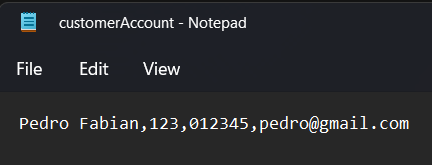 customerAccount - Notepad
File Edit View
Pedro Fabian,123,012345,pedro@gmail.com